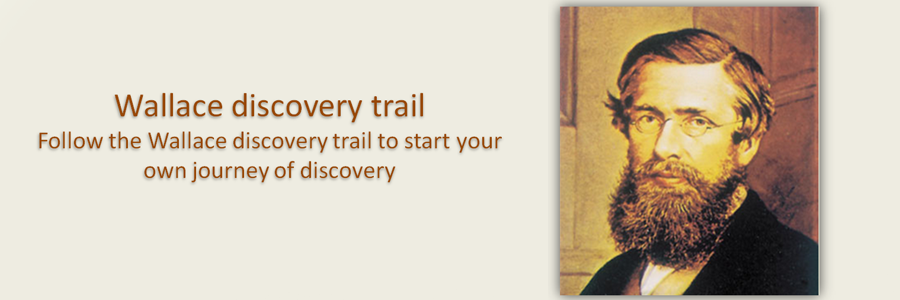 Wallace discovery trail
Follow the Wallace discovery trail to start your
own journey of discovery